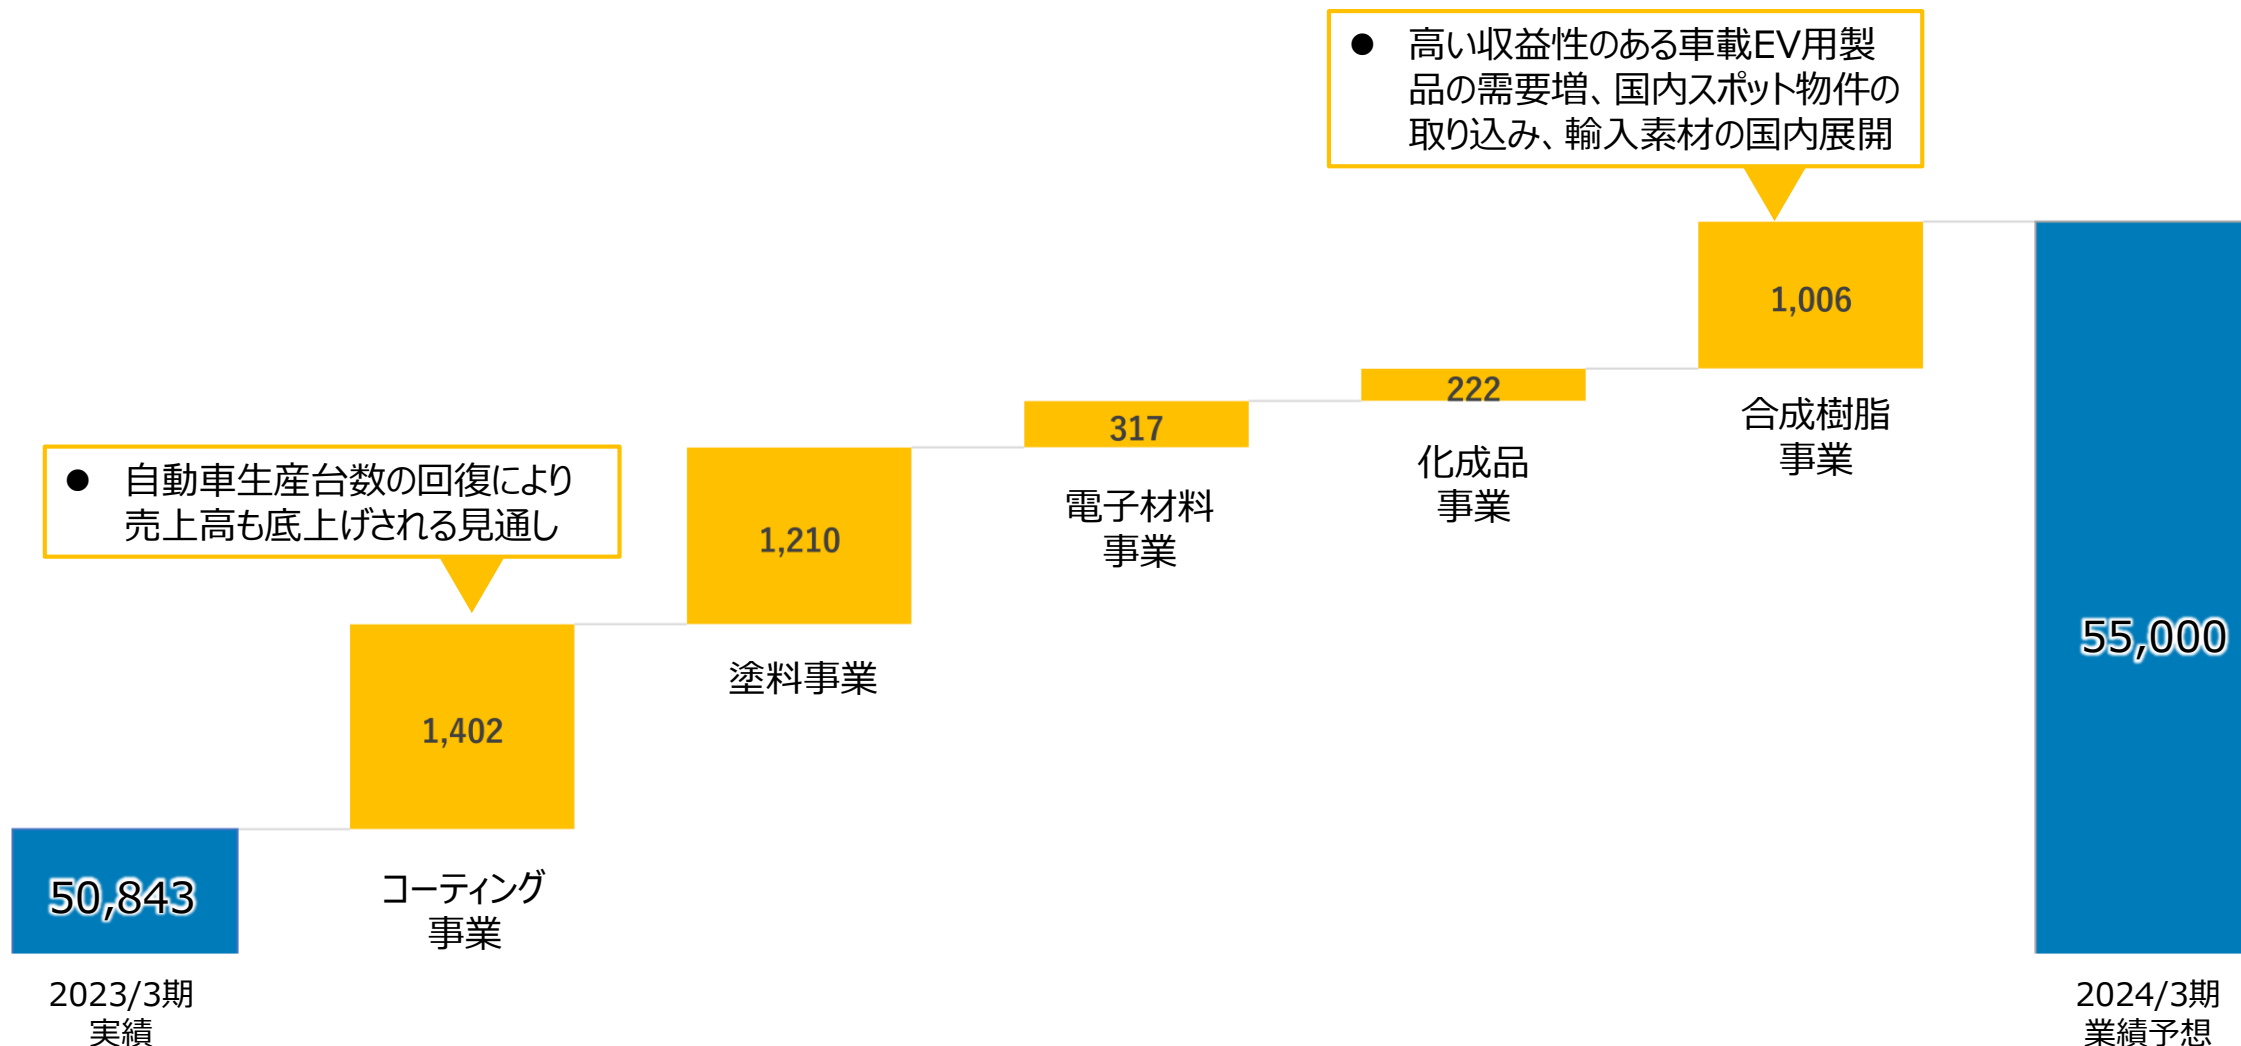 ● 高い収益性のある車載EV用製
品の需要増、国内スポット物件の
取り込み、輸入素材の国内展開
1,006
合成樹脂
事業
222
化成品
事業
317
電子材料
事業
● 自動車生産台数の回復により
売上高も底上げされる見通し
1,210
塗料事業
1,402
コーティング
事業
50,843
2023/3期
実績
55,000
2024/3期
業績予想